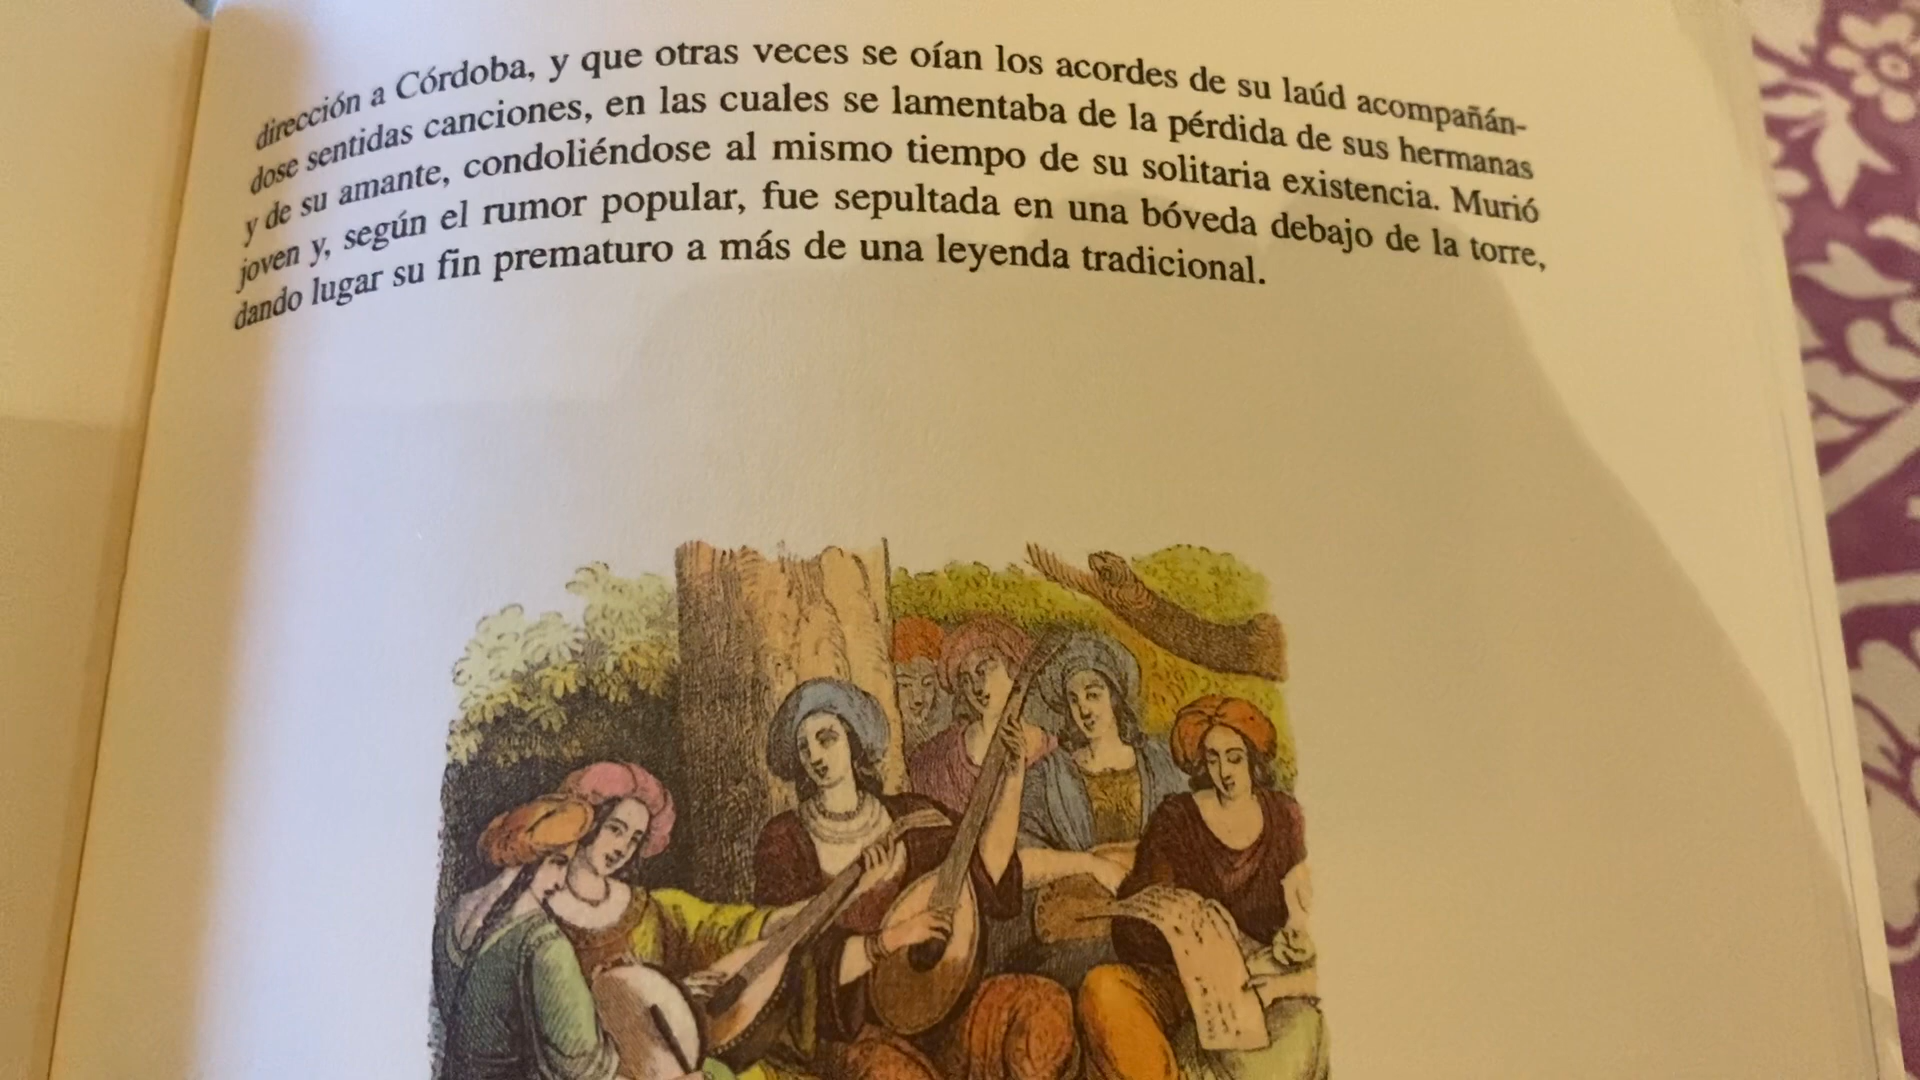 dirección a Córdoba, y que otras veces se oían los acordes de su laúd acompañán-
dose sentidas canciones, en las cuales se lamentaba de la pérdida de sus hermanas
y de su amante, condoliéndose al mismo tiempo de su solitaria existencia. Murió
joven y, según el rumor popular, fue sepultada en una bóveda debajo de la torre,
dando lugar su fin prematuro a más de una leyenda tradicional.